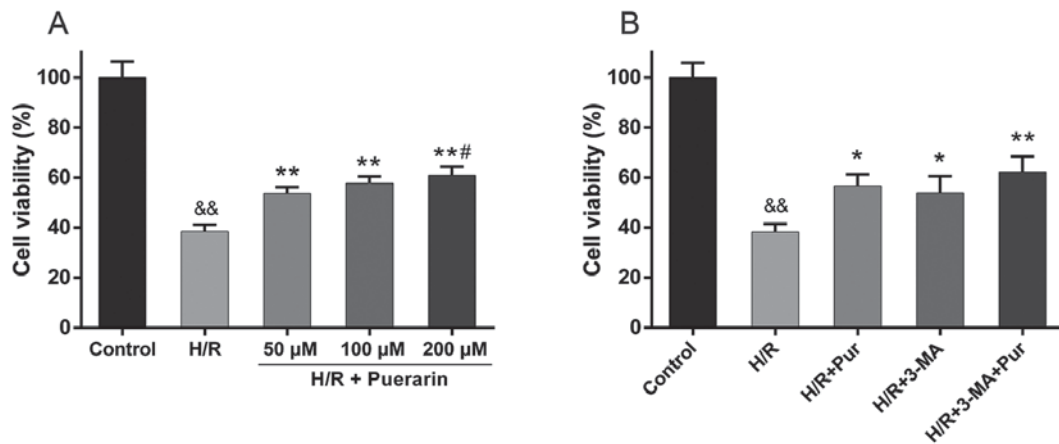 A
Cell viability (%)
100
80
60
40
20
0
&&
**
**
**#
Control
H/R
50 µM
100 µM
200 µM
H/R + Puerarin
B
Cell viability (%)
100
80
60
40
20
0
&&
*
*
**
Control
H/R
H/R+Pur
H/R+3-MA
H/R+3-MA+Pur